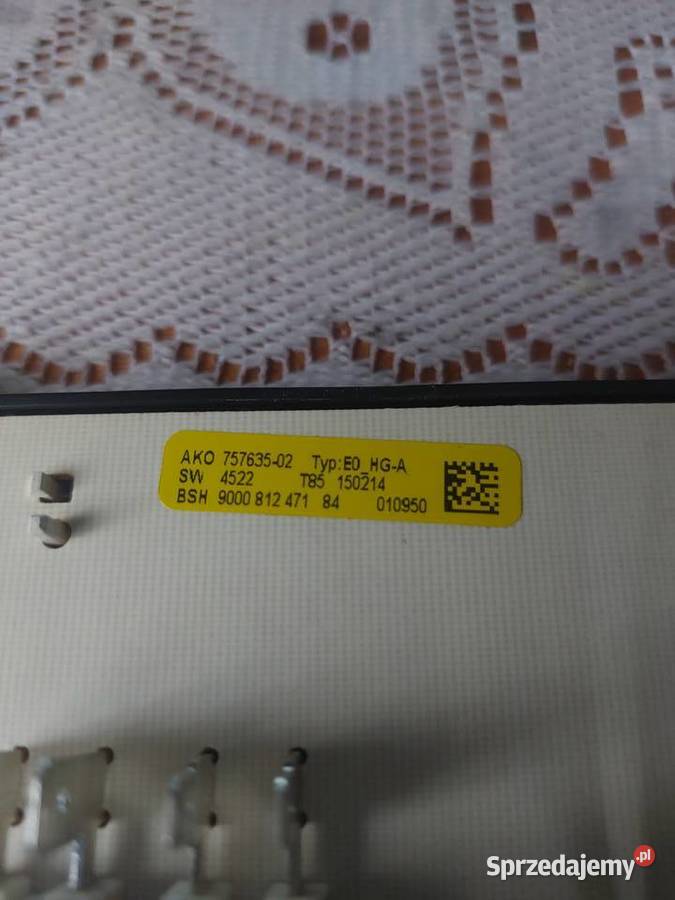 AKO 757635-02 Typ:E0_HG-A
SW 4522 T85 150214
BSH 9000 812 471 84 010950
Sprzedajemy.pl